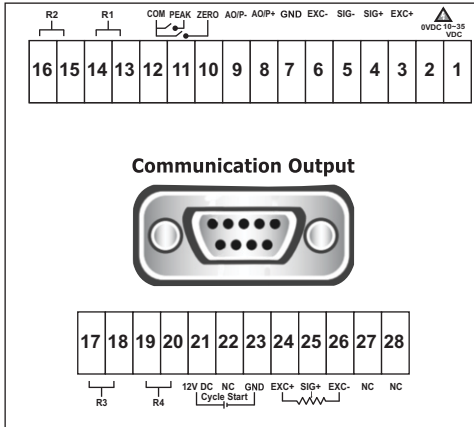 R2 R1 COM PEAK ZERO AO/P- AO/P+ GND EXC- SIG- SIG+ EXC+ 0VDC 10~35 VDC
16 15 14 13 12 11 10 9 8 7 6 5 4 3 2 1
Communication Output
17 18 19 20 21 22 23 24 25 26 27 28
R3 R4 12V DC NC GND EXC+ SIG+ EXC- NC NC
Cycle Start